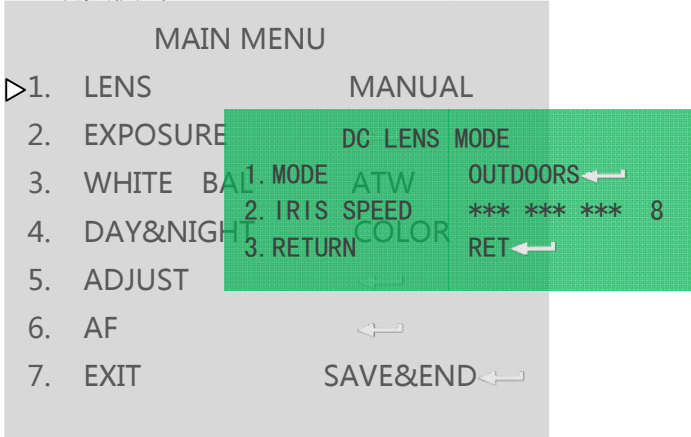 MAIN MENU
1. LENS MANUAL
2. EXPOSURE
3. WHITE BAL ATW
4. DAY&NIGHT COLOR
5. ADJUST
6. AF
7. EXIT SAVE&END
DC LENS MODE
1. MODE OUTDOORS
2. IRIS SPEED *** *** *** 8
3. RETURN RET